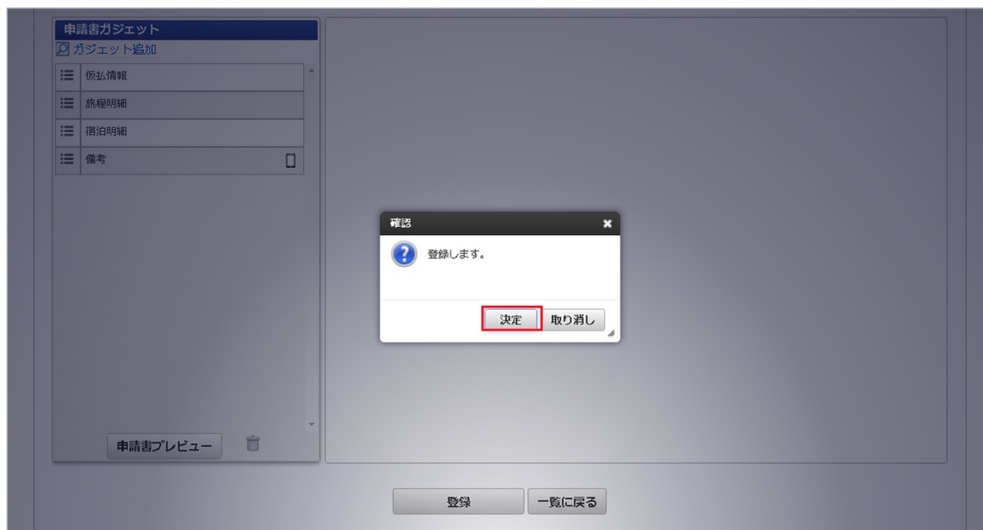 申請書ガジェット
ガジェット追加
仮払情報
旅程明細
宿泊明細
備考
確認
登録します。
決定
取り消し
申請書プレビュー
登録
一覧に戻る